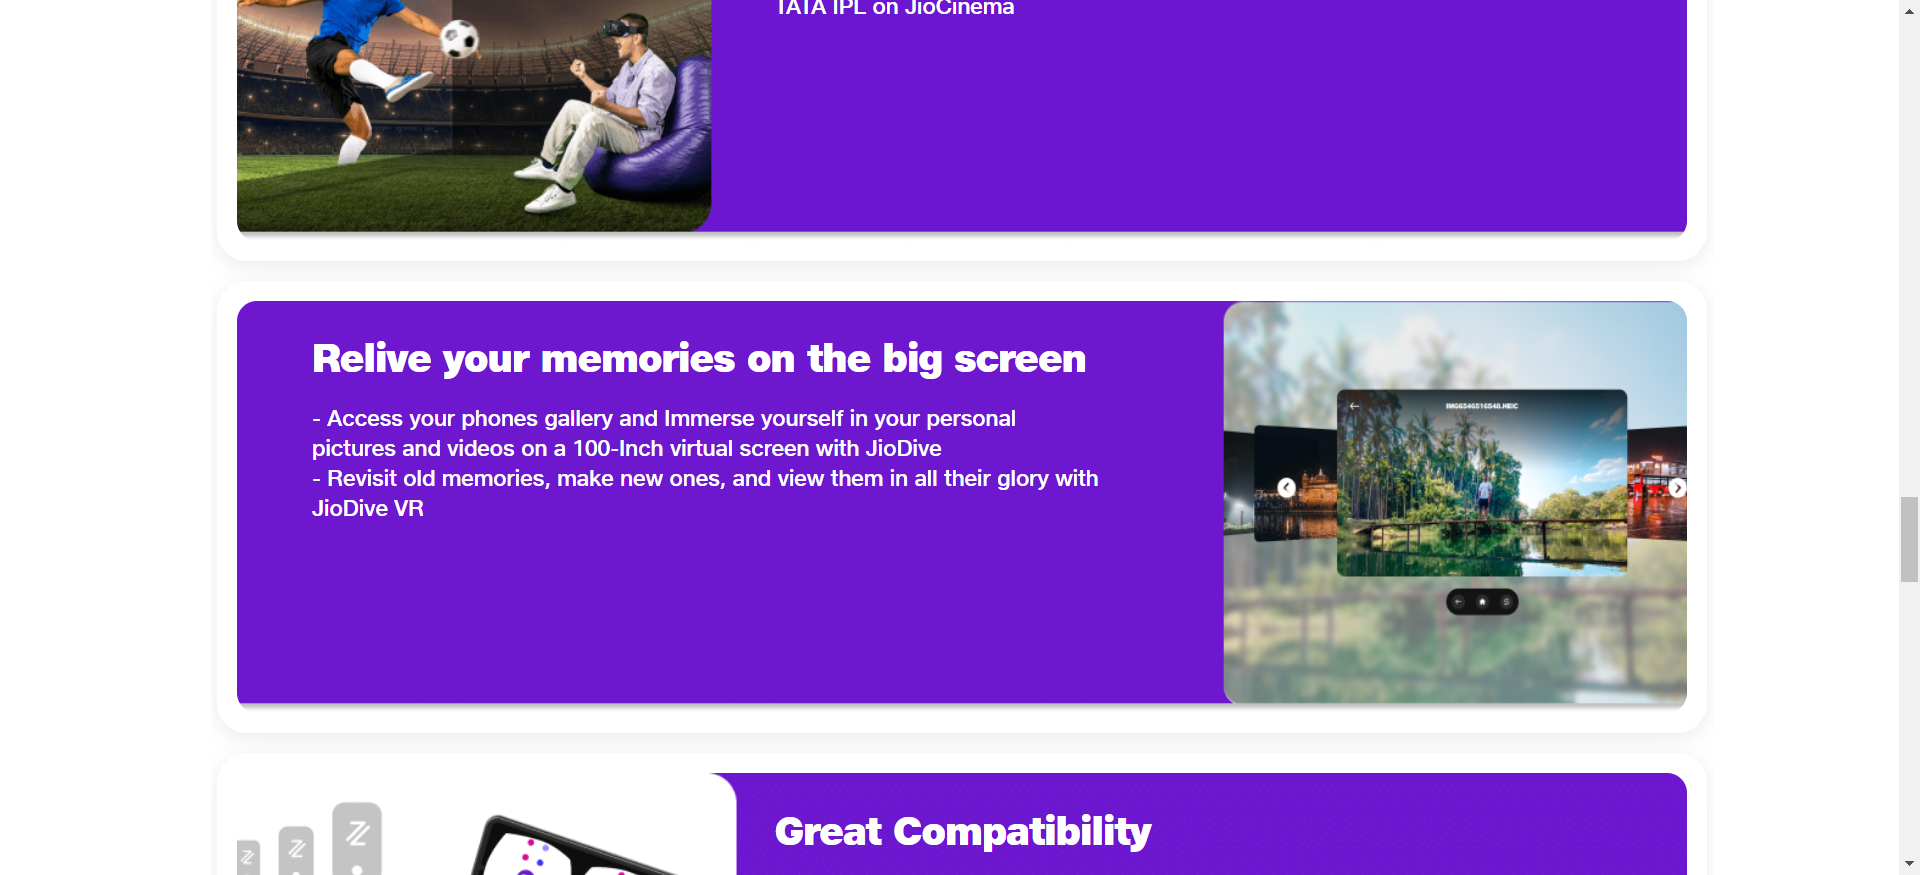 TATA IPL on JioCinema
Relive your memories on the big screen
- Access your phones gallery and Immerse yourself in your personal
pictures and videos on a 100-Inch virtual screen with JioDive
- Revisit old memories, make new ones, and view them in all their glory with
JioDive VR
Great Compatibility